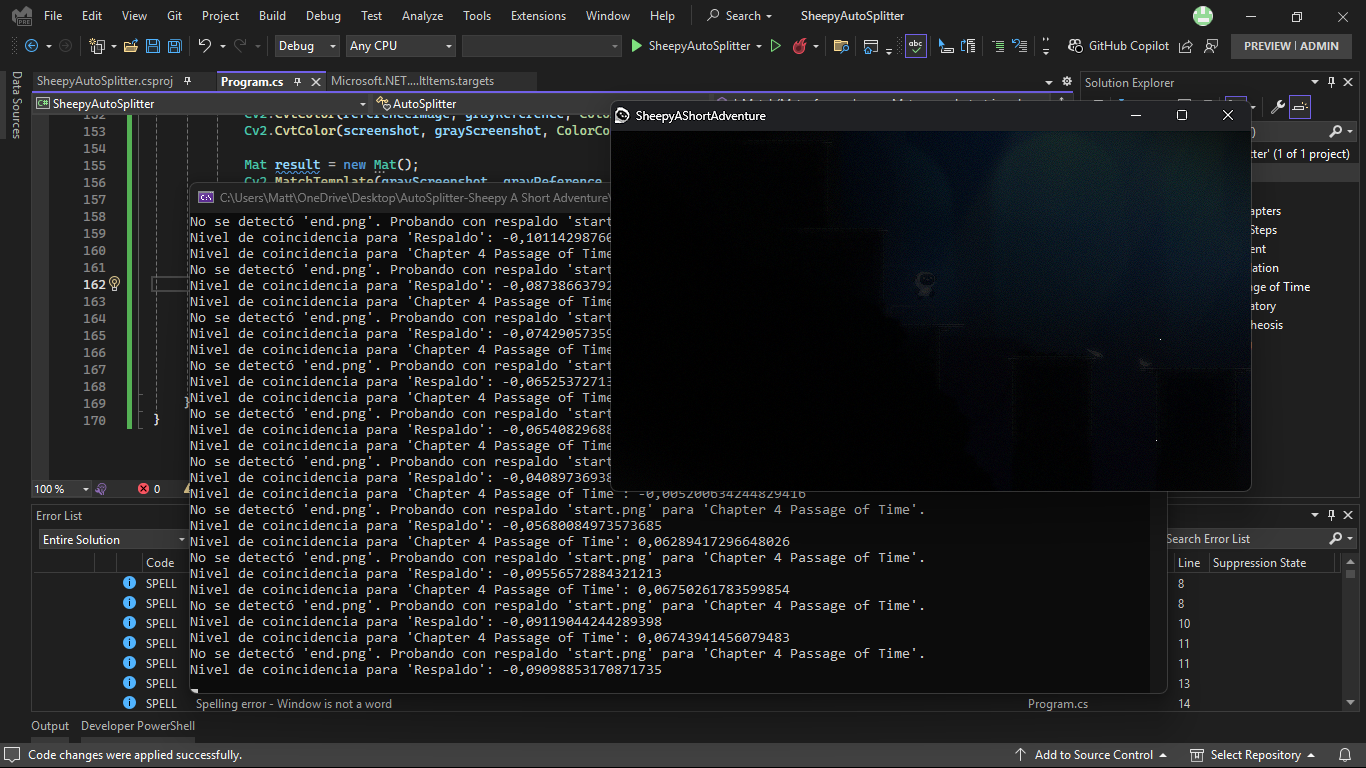 File Edit View Git Project Build Debug Test Analyze Tools Extensions Window Help Search SheepyAutoSplitter
Debug Any CPU SheepyAutoSplitter GitHub Copilot PREVIEW | ADMIN
Data Sources
SheepyAutoSplitter.csproj Program.cs Microsoft.NET....ltItems.targets
SheepyAutoSplitter AutoSplitter
Solution Explorer
SheepyAShortAdventure
153 Cv2.CvtColor(screenshot, grayScreenshot, ColorCo
154
155 Mat result = new Mat();
156 Cv2.MatchTemplate(grayScreenshot, grayReference,
157
158
159
160
161
162
163
164
165
166
167
168
169 }
170 }
tter' (1 of 1 project)
apters
Steps
ent
ation
ge of Time
atory
heosis
C:\Users\Matt\OneDrive\Desktop\AutoSplitter-Sheepy A Short Adventure\
No se detectó 'end.png'. Probando con respaldo 'start
Nivel de coincidencia para 'Respaldo': -0,1011429876
Nivel de coincidencia para 'Chapter 4 Passage of Time
No se detectó 'end.png'. Probando con respaldo 'start
Nivel de coincidencia para 'Respaldo': -0,0873866379
Nivel de coincidencia para 'Chapter 4 Passage of Time
No se detectó 'end.png'. Probando con respaldo 'start
Nivel de coincidencia para 'Respaldo': -0,0742905735
Nivel de coincidencia para 'Chapter 4 Passage of Time
No se detectó 'end.png'. Probando con respaldo 'start
Nivel de coincidencia para 'Respaldo': -0,0652537271
Nivel de coincidencia para 'Chapter 4 Passage of Time
No se detectó 'end.png'. Probando con respaldo 'start
Nivel de coincidencia para 'Respaldo': -0,0654082968
Nivel de coincidencia para 'Chapter 4 Passage of Time
No se detectó 'end.png'. Probando con respaldo 'start
Nivel de coincidencia para 'Respaldo': -0,0408973693
Nivel de coincidencia para 'Chapter 4 Passage of Time': -0,005200634244829416
No se detectó 'end.png'. Probando con respaldo 'start.png' para 'Chapter 4 Passage of Time'.
Nivel de coincidencia para 'Respaldo': -0,05680084973573685
Nivel de coincidencia para 'Chapter 4 Passage of Time': 0,06289417296648026
No se detectó 'end.png'. Probando con respaldo 'start.png' para 'Chapter 4 Passage of Time'.
Nivel de coincidencia para 'Respaldo': -0,09556572884321213
Nivel de coincidencia para 'Chapter 4 Passage of Time': 0,06750261783599854
No se detectó 'end.png'. Probando con respaldo 'start.png' para 'Chapter 4 Passage of Time'.
Nivel de coincidencia para 'Respaldo': -0,09119044244289398
Nivel de coincidencia para 'Chapter 4 Passage of Time': 0,06743941456079483
No se detectó 'end.png'. Probando con respaldo 'start.png' para 'Chapter 4 Passage of Time'.
Nivel de coincidencia para 'Respaldo': -0,09098853170871735
100 % 0
Error List
Entire Solution
Search Error List
Code
Line Suppression State
SPELL 8
SPELL 8
SPELL 10
SPELL 11
SPELL 11
SPELL 13
SPELL Spelling error - Window is not a word Program.cs 14
Output Developer PowerShell
Code changes were applied successfully. Add to Source Control Select Repository